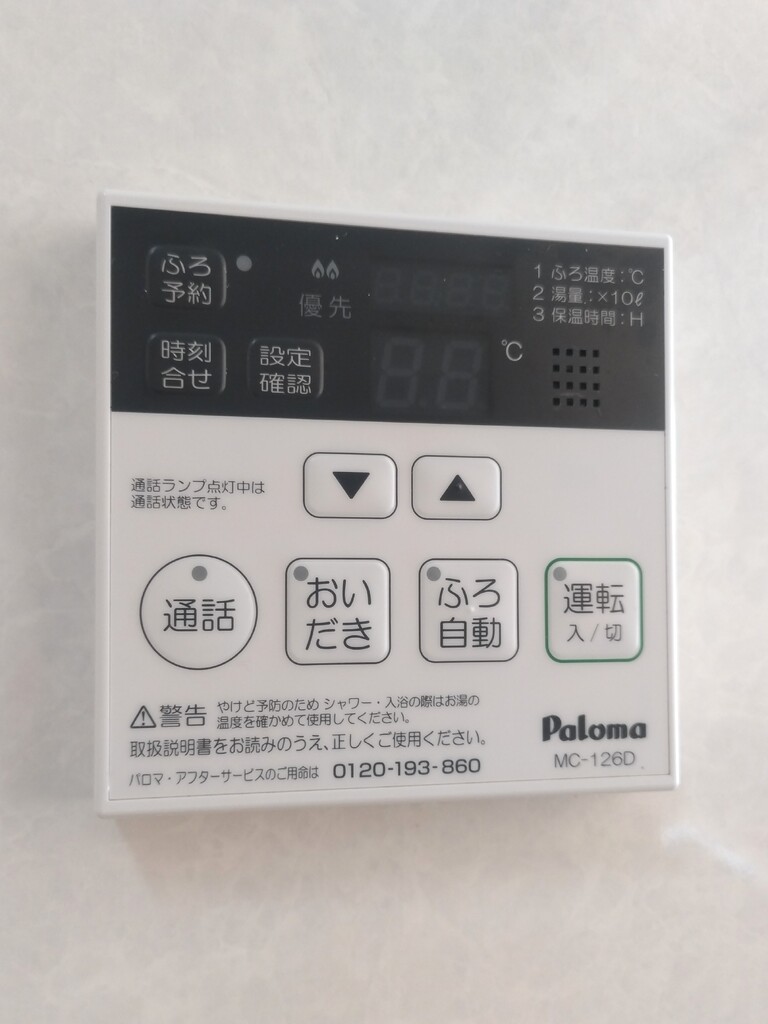 ふろ
予約
優先
1 ふろ温度:℃
2 湯量:×10ℓ
3 保温時間:H
時刻
合せ
設定
確認
℃
通話ランプ点灯中は
通話状態です。
▼
▲
通話
おい
だき
ふろ
自動
運転
入/切
⚠警告
やけど予防のため シャワー・入浴の際はお湯の
温度を確かめて使用してください。
取扱説明書をお読みのうえ、正しくご使用ください。
パロマ・アフターサービスのご用命は 0120-193-860
Paloma
MC-126D